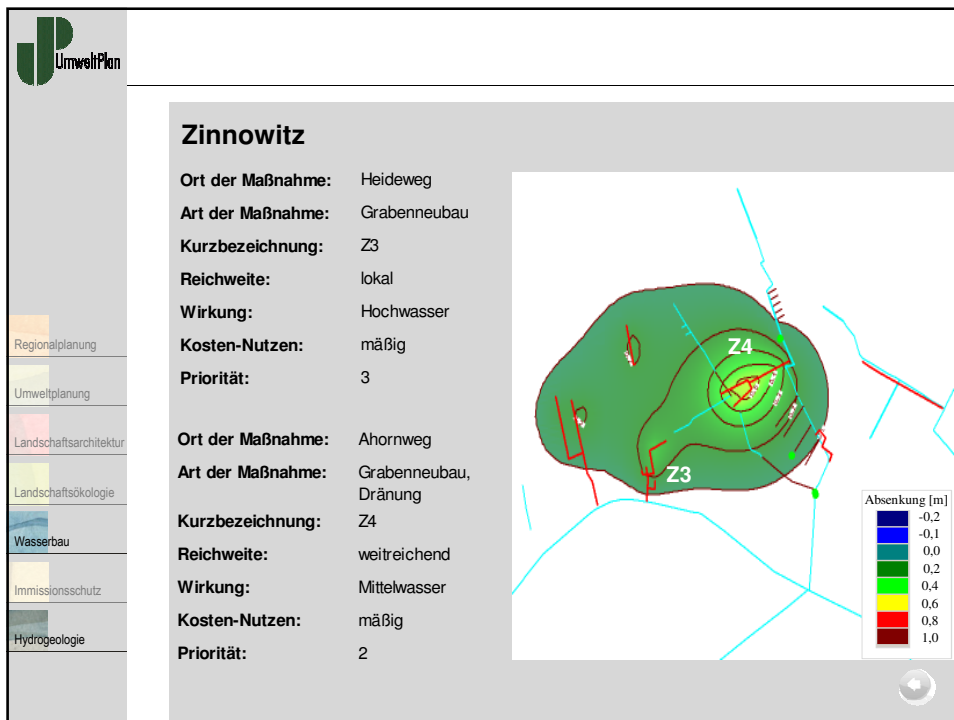 UmweltPlan
Zinnowitz
Ort der Maßnahme: Heideweg
Art der Maßnahme: Grabenneubau
Kurzbezeichnung: Z3
Reichweite: lokal
Wirkung: Hochwasser
Kosten-Nutzen: mäßig
Priorität: 3
Ort der Maßnahme: Ahornweg
Art der Maßnahme: Grabenneubau,
Dränung
Kurzbezeichnung: Z4
Reichweite: weitreichend
Wirkung: Mittelwasser
Kosten-Nutzen: mäßig
Priorität: 2
Regionalplanung
Umweltplanung
Landschaftsarchitektur
Landschaftsökologie
Wasserbau
Immissionsschutz
Hydrogeologie
Z4
Z3
Absenkung [m]
-0,2
-0,1
0,0
0,2
0,4
0,6
0,8
1,0